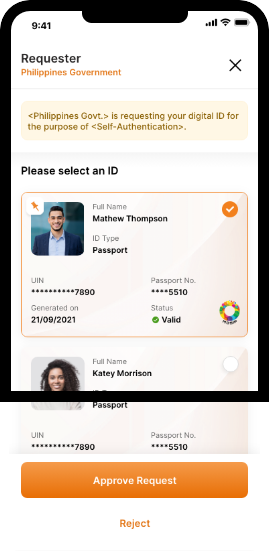 9:41
Requester
Philippines Government
<Philippines Govt.> is requesting your digital ID for
the purpose of <Self-Authentication>.
Please select an ID
Full Name
Mathew Thompson
ID Type
Passport
UIN
Passport No.
**********7890
****5510
Generated on
Status
21/09/2021
Valid
Full Name
Katey Morrison
Passport
UIN
Passport No.
**********7890
****5510
Approve Request
Reject